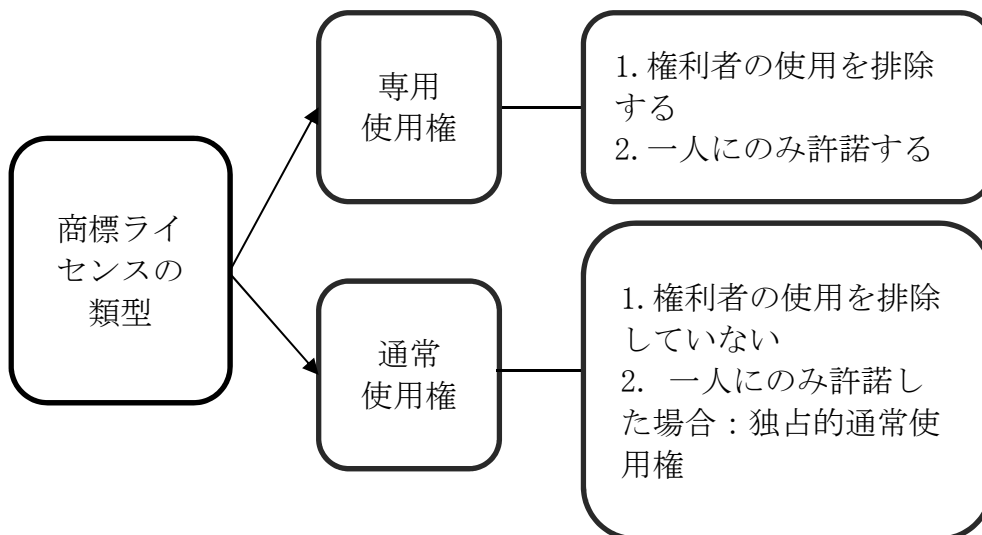 商標ライ
センスの
類型
専用
使用権
1.権利者の使用を排除
する
2.一人にのみ許諾する
通常
使用権
1.権利者の使用を排除
していない
2. 一人にのみ許諾し
た場合：独占的通常使
用権